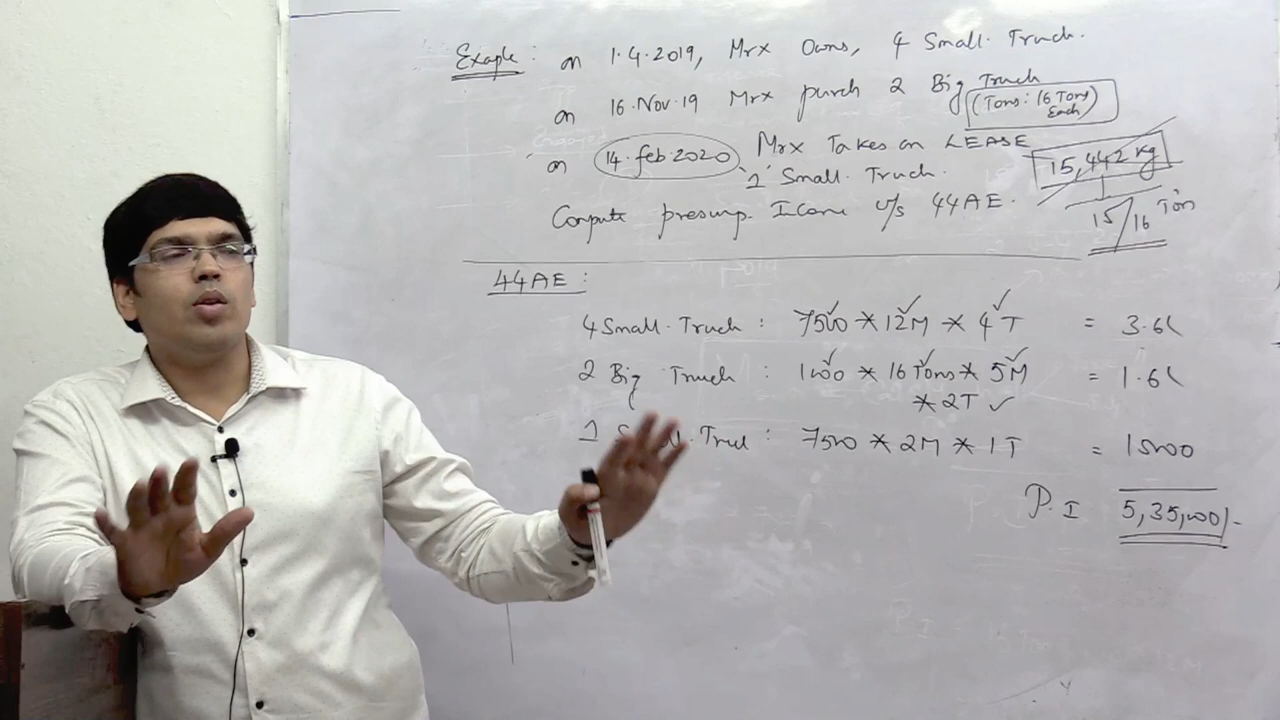 Exaple : on 1.4.2019, Mrx Owns, 4 Small. Truck.
on 16.Nov.19 Mrx purch 2 Big Truck
(Tons: 16 Tons Each)
on 14.feb.2020 Mrx Takes on LEASE
1 Small. Truck.
15,442 kg
15/16 Ton
Compute presump. Income u/s 44AE.
44AE :
4 Small. Truck : 7500 * 12M * 4T = 3.6L
2 Big Truck : 1000 * 16 Tons * 5M = 1.6L
* 2T ✓
1 Small. Truck : 7500 * 2M * 1T = 15000
P.I 5,35,000/-